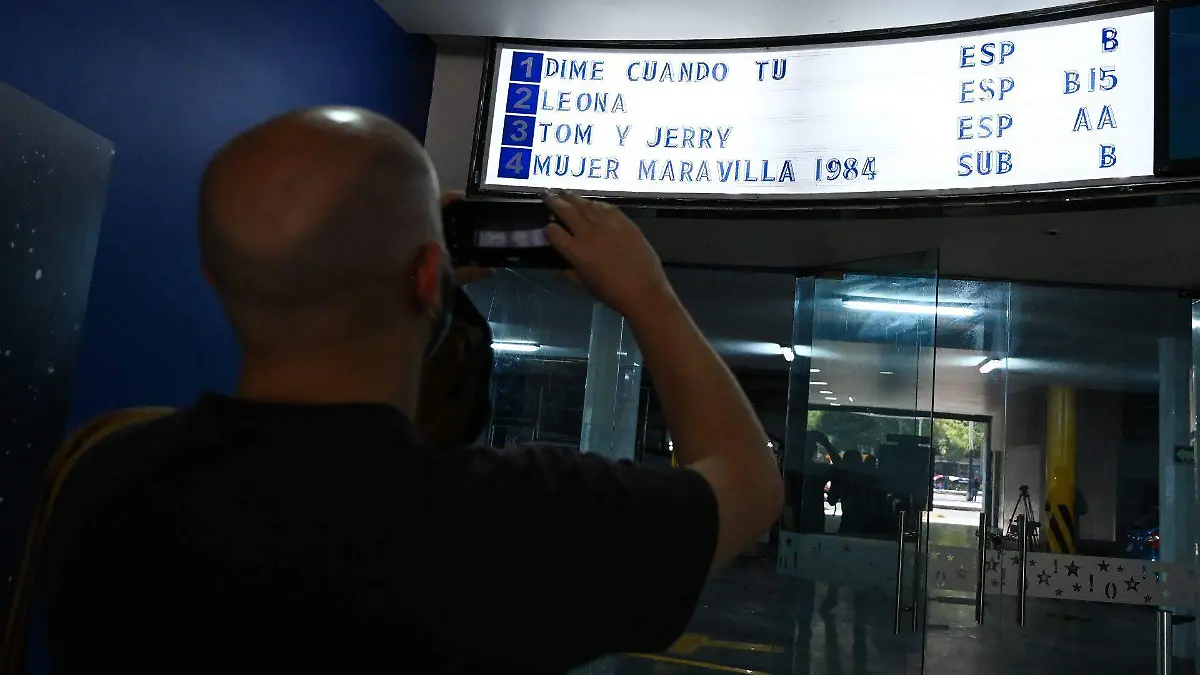 1 DIME CUANDO TU ESP B
2 LEONA ESP B15
3 TOM Y JERRY ESP AA
4 MUJER MARAVILLA 1984 SUB B